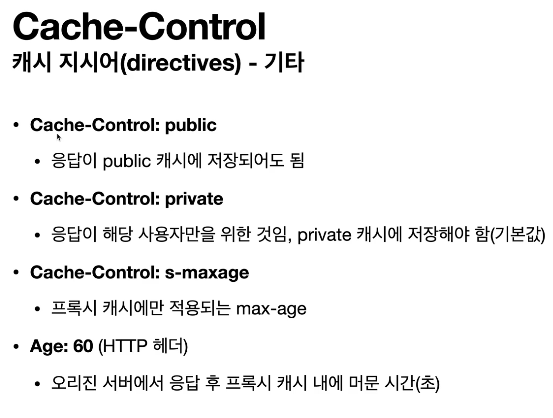 Cache-Control
캐시 지시어(directives) - 기타
• Cache-Control: public
• 응답이 public 캐시에 저장되어도 됨
• Cache-Control: private
• 응답이 해당 사용자만을 위한 것임, private 캐시에 저장해야 함(기본값)
• Cache-Control: s-maxage
• 프록시 캐시에만 적용되는 max-age
• Age: 60 (HTTP 헤더)
• 오리진 서버에서 응답 후 프록시 캐시 내에 머문 시간(초)